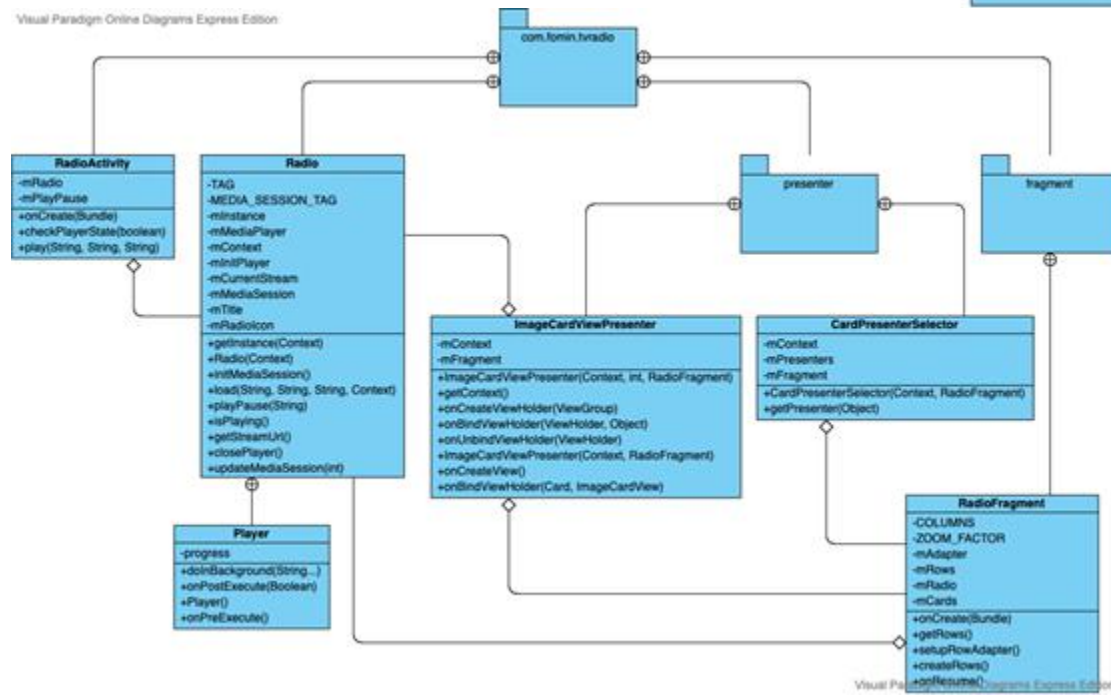 Visual Paradigm Online Diagrams Express Edition
com.fomin.tvradio
RadioActivity
-mRadio
-mPlayPause
+onCreate(Bundle)
+checkPlayerState(boolean)
+play(String, String, String)
Radio
-TAG
-MEDIA_SESSION_TAG
-mInstance
-mMediaPlayer
-mContext
-mInitPlayer
-mCurrentStream
-mMediaSession
-mTitle
-mRadioIcon
+getInstance(Context)
+Radio(Context)
+initMediaSession()
+load(String, String, String, Context)
+playPause(String)
+isPlaying()
+getStreamUrl()
+closePlayer()
+updateMediaSession(int)
presenter
fragment
ImageCardViewPresenter
-mContext
-mFragment
+ImageCardViewPresenter(Context, int, RadioFragment)
+getContext()
+onCreateViewHolder(ViewGroup)
+onBindViewHolder(ViewHolder, Object)
+onUnbindViewHolder(ViewHolder)
+ImageCardViewPresenter(Context, RadioFragment)
+onCreateView()
+onBindViewHolder(Card, ImageCardView)
CardPresenterSelector
-mContext
-mPresenters
-mFragment
+CardPresenterSelector(Context, RadioFragment)
+getPresenter(Object)
Player
-progress
+doInBackground(String...)
+onPostExecute(Boolean)
+Player()
+onPreExecute()
RadioFragment
-COLUMNS
-ZOOM_FACTOR
-mAdapter
-mRows
-mRadio
-mCards
+onCreate(Bundle)
+getRows()
+setupRowAdapter()
+createRows()
+onResume()
Visual Diagrams Express Edition